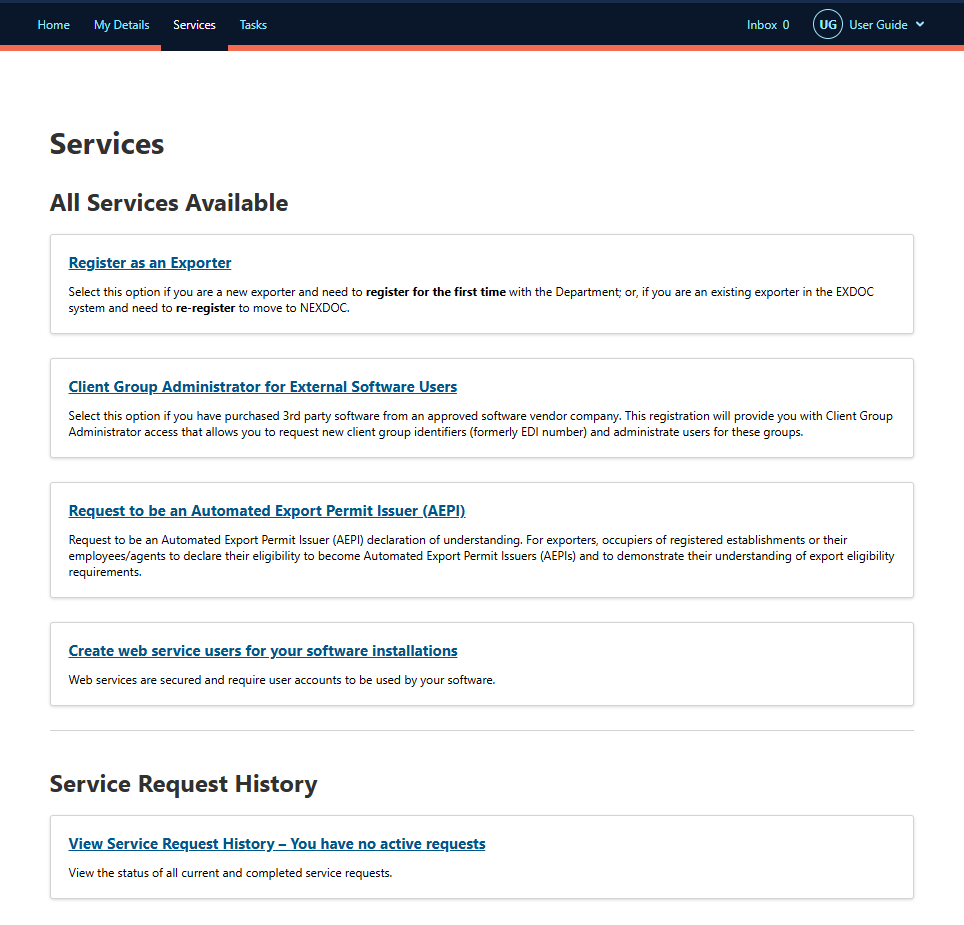 Home My Details Services Tasks Inbox 0 UG User Guide
Services
All Services Available
Register as an Exporter
Select this option if you are a new exporter and need to register for the first time with the Department; or, if you are an existing exporter in the EXDOC
system and need to re-register to move to NEXDOC.
Client Group Administrator for External Software Users
Select this option if you have purchased 3rd party software from an approved software vendor company. This registration will provide you with Client Group
Administrator access that allows you to request new client group identifiers (formerly EDI number) and administrate users for these groups.
Request to be an Automated Export Permit Issuer (AEPI)
Request to be an Automated Export Permit Issuer (AEPI) declaration of understanding. For exporters, occupiers of registered establishments or their
employees/agents to declare their eligibility to become Automated Export Permit Issuers (AEPIs) and to demonstrate their understanding of export eligibility
requirements.
Create web service users for your software installations
Web services are secured and require user accounts to be used by your software.
Service Request History
View Service Request History – You have no active requests
View the status of all current and completed service requests.